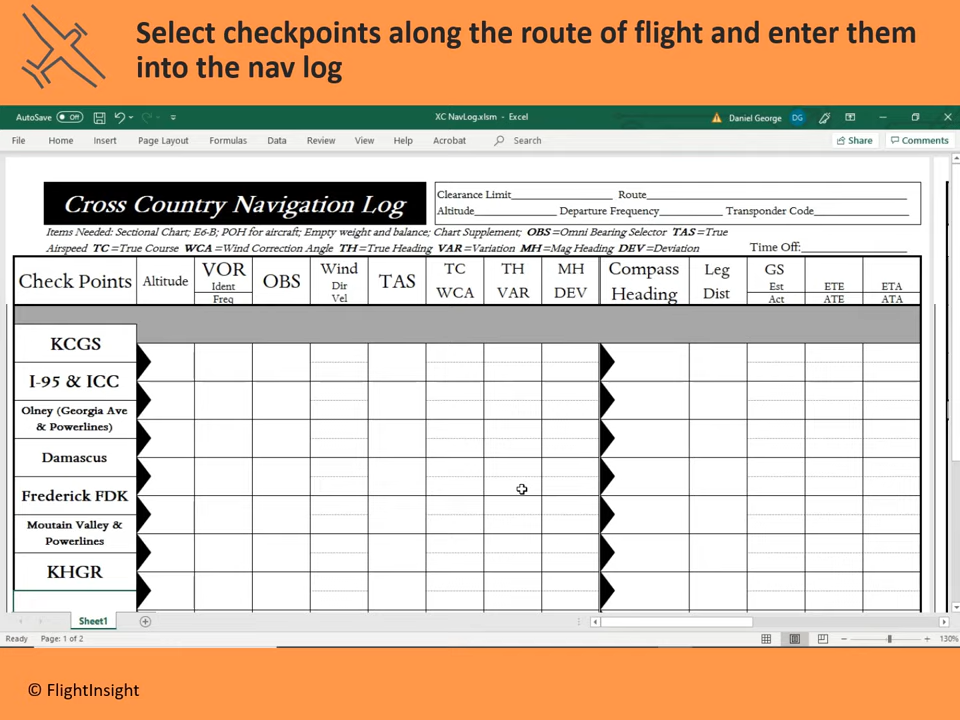 Select checkpoints along the route of flight and enter them
into the nav log
AutoSave Off
XC NavLog.xlsm - Excel
Daniel George DG
File Home Insert Page Layout Formulas Data Review View Help Acrobat Search Share Comments
Cross Country Navigation Log
Clearance Limit____________ Route________________________________
Altitude______________ Departure Frequency___________ Transponder Code________________
Items Needed: Sectional Chart; E6-B; POH for aircraft; Empty weight and balance; Chart Supplement; OBS=Omni Bearing Selector TAS=True
Airspeed TC=True Course WCA=Wind Correction Angle TH=True Heading VAR=Variation MH=Mag Heading DEV=Deviation
Time Off:________________
Check Points
Altitude
VOR
Ident
Freq
OBS
Wind
Dir
Vel
TAS
TC
WCA
TH
VAR
MH
DEV
Compass
Heading
Leg
Dist
GS
Est
Act
ETE
ATE
ETA
ATA
KCGS
I-95 & ICC
Olney (Georgia Ave
& Powerlines)
Damascus
Frederick FDK
Moutain Valley &
Powerlines
KHGR
Sheet1
Ready Page: 1 of 2
130%
© FlightInsight